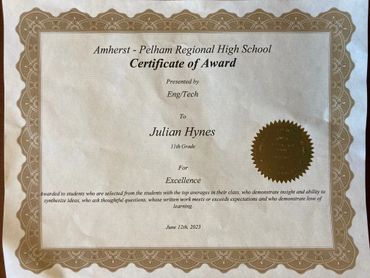 Amherst - Pelham Regional High School
Certificate of Award
Presented by
Eng/Tech
To
Julian Hynes
11th Grade
For
Excellence
Awarded to students who are selected from the students with the top averages in their class, who demonstrate insight and ability to
synthesize ideas, who ask thoughtful questions, whose written work meets or exceeds expectations and who demonstrate love of
learning.
June 12th, 2023